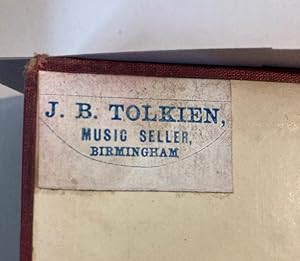 J. B. TOLKIEN,
MUSIC SELLER,
BIRMINGHAM